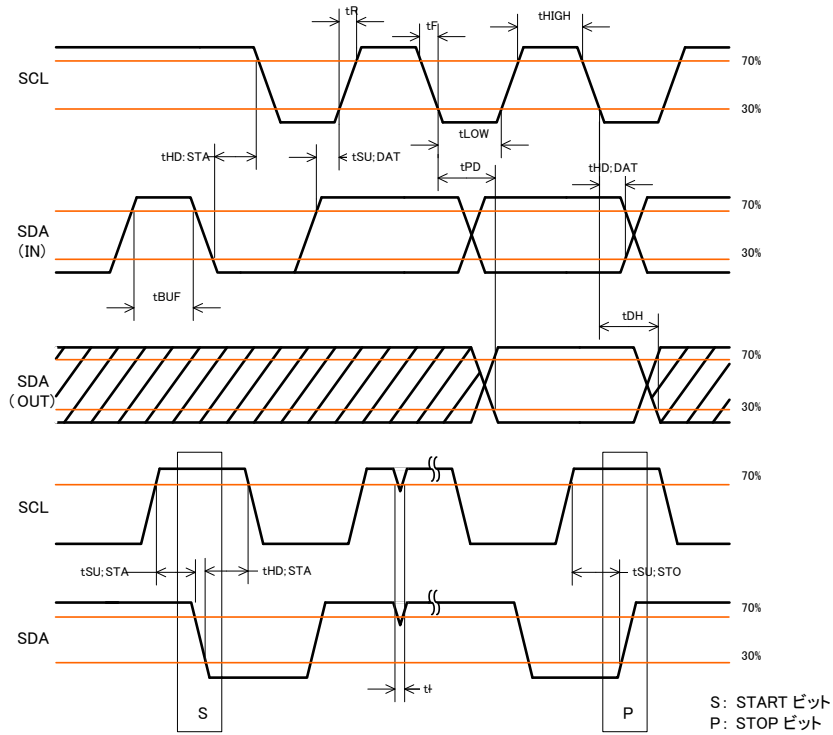 tR
tF
tHIGH
SCL
70%
30%
tLOW
tHD:STA
tSU;DAT
tPD
tHD;DAT
SDA
(IN)
70%
30%
tBUF
tDH
SDA
(OUT)
70%
30%
SCL
70%
tSU;STA
tHD;STA
tSU;STO
SDA
70%
30%
tI
S
P
S: START ビット
P: STOP ビット